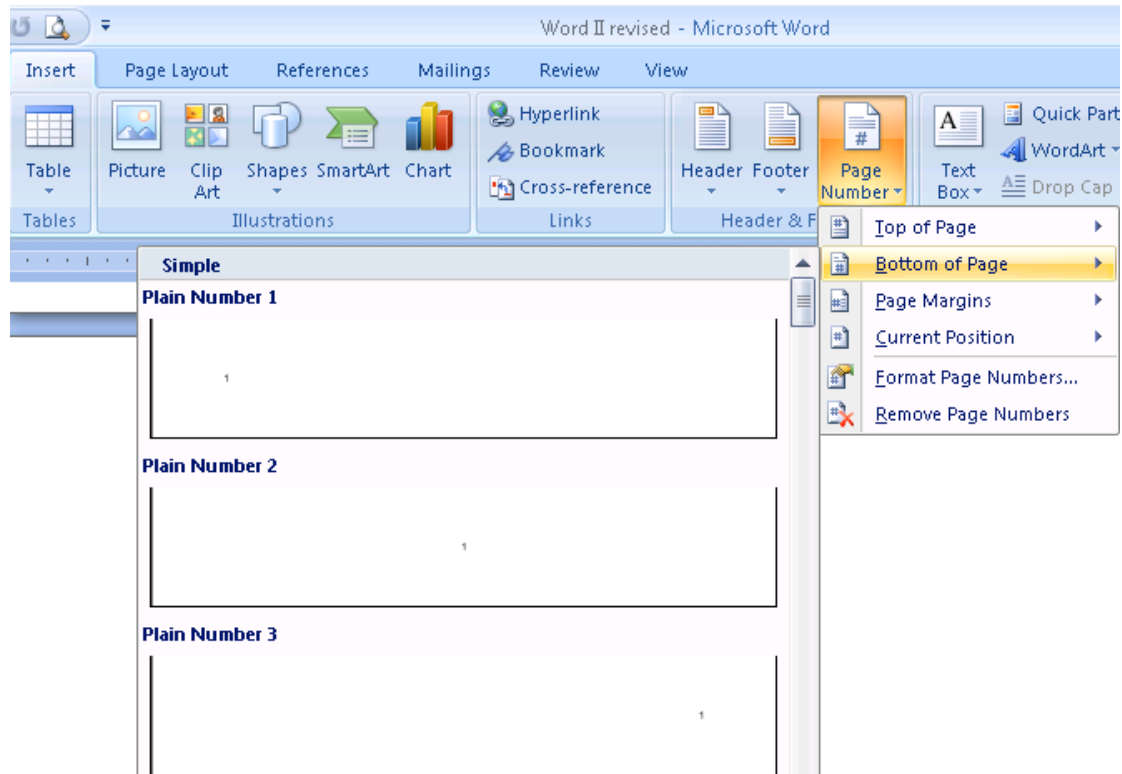 Word II revised - Microsoft Word
Insert Page Layout References Mailings Review View
Table
Picture
Clip Art
Shapes
SmartArt
Chart
Hyperlink
Bookmark
Cross-reference
Header
Footer
#
Page Number
A
Text Box
Quick Part
WordArt
Drop Cap
Tables
Illustrations
Links
Header & F
Top of Page
Bottom of Page
Page Margins
Current Position
Format Page Numbers...
Remove Page Numbers
Simple
Plain Number 1
1
Plain Number 2
1
Plain Number 3
1